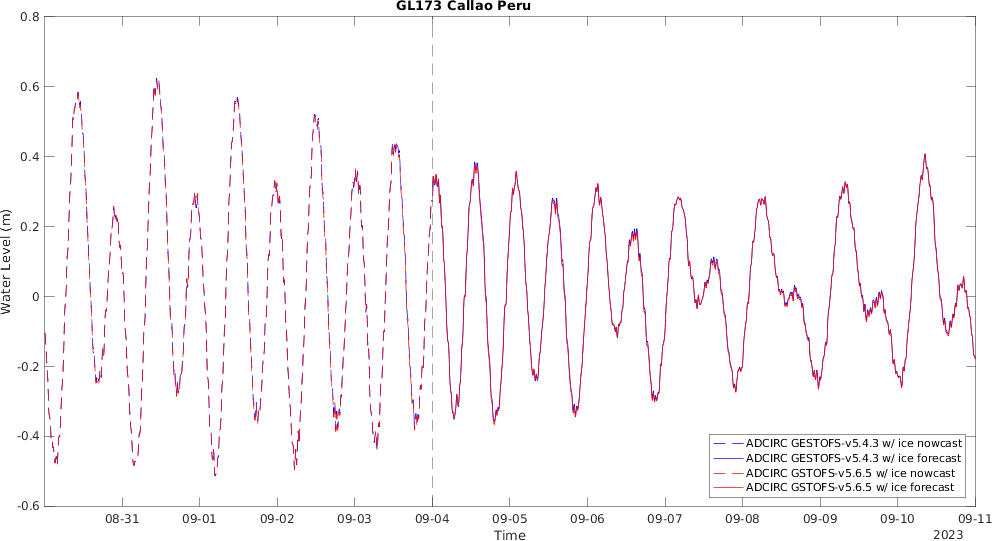 GL173 Callao Peru
0.8
0.6
0.4
0.2
0
-0.2
-0.4
-0.6
Water Level (m)
ADCIRC GESTOFS-v5.4.3 w/ ice nowcast
ADCIRC GESTOFS-v5.4.3 w/ ice forecast
ADCIRC GSTOFS-v5.6.5 w/ ice nowcast
ADCIRC GSTOFS-v5.6.5 w/ ice forecast
08-31 09-01 09-02 09-03 09-04 09-05 09-06 09-07 09-08 09-09 09-10 09-11
Time
2023